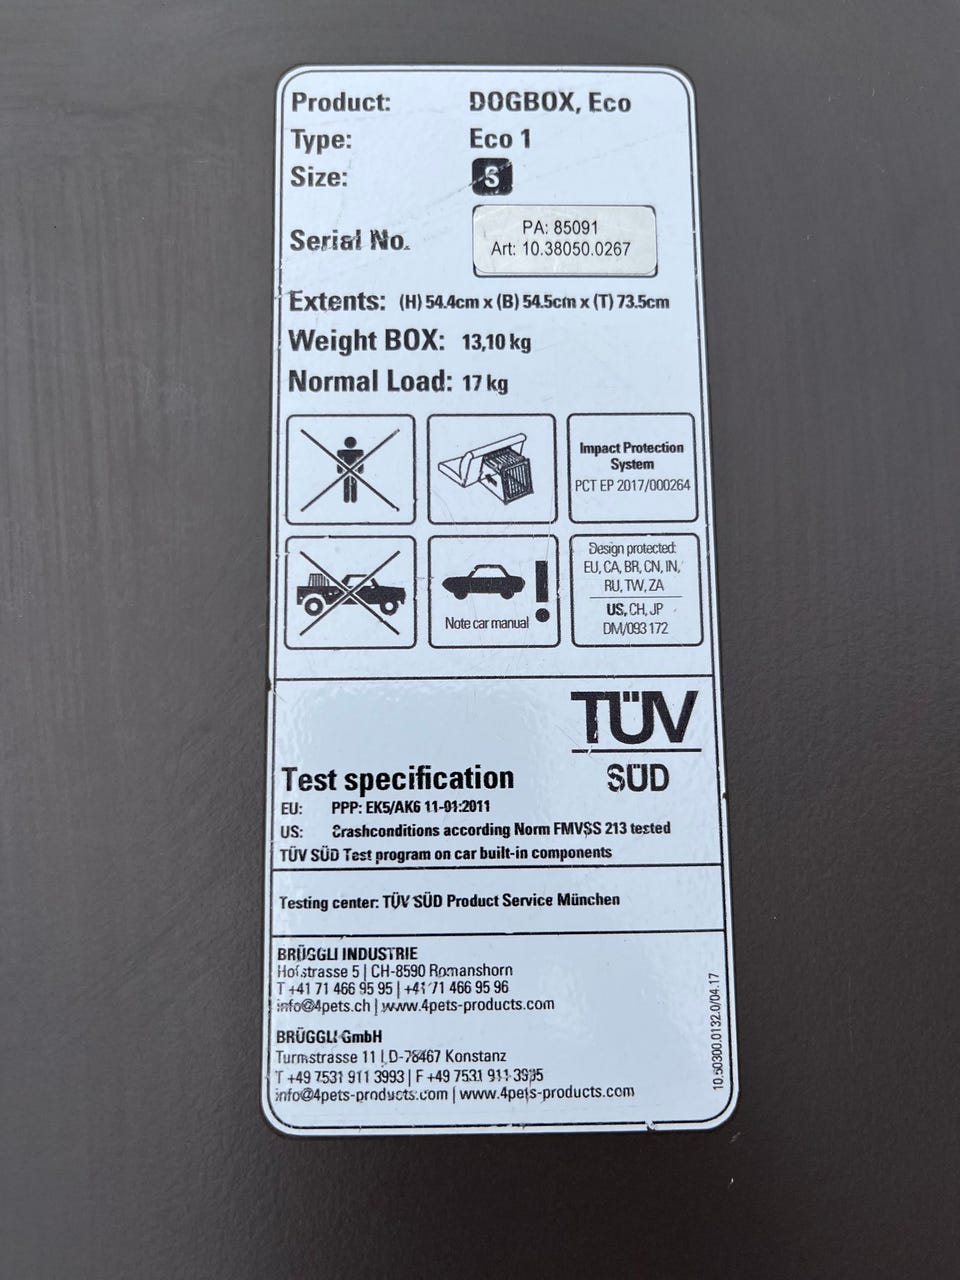 Product: DOGBOX, Eco
Type: Eco 1
Size: S
Serial No. PA: 85091
Art: 10.38050.0267
Extents: (H) 54.4cm x (B) 54.5cm x (T) 73.5cm
Weight BOX: 13,10 kg
Normal Load: 17 kg
Impact Protection
System
PCT EP 2017/000264
Note car manual
Design protected:
EU, CA, BR, CN, IN,
RU, TW, ZA
US, CH, JP
DM/093 172
TÜV
SÜD
Test specification
EU: PPP: EK5/AK6 11-01:2011
US: Crashconditions according Norm FMVSS 213 tested
TÜV SÜD Test program on car built-in components
Testing center: TÜV SÜD Product Service München
BRÜGGLI INDUSTRIE
Hofstrasse 5 | CH-8590 Romanshorn
T +41 71 466 95 95 | +41 71 466 95 96
info@4pets.ch | www.4pets-products.com
BRÜGGLI GmbH
Turmstrasse 11 | D-78467 Konstanz
T +49 7531 911 3993 | F +49 7531 911
info@4pets-products.com | www.4pets-products.com
10.50300.0132.0/04.17